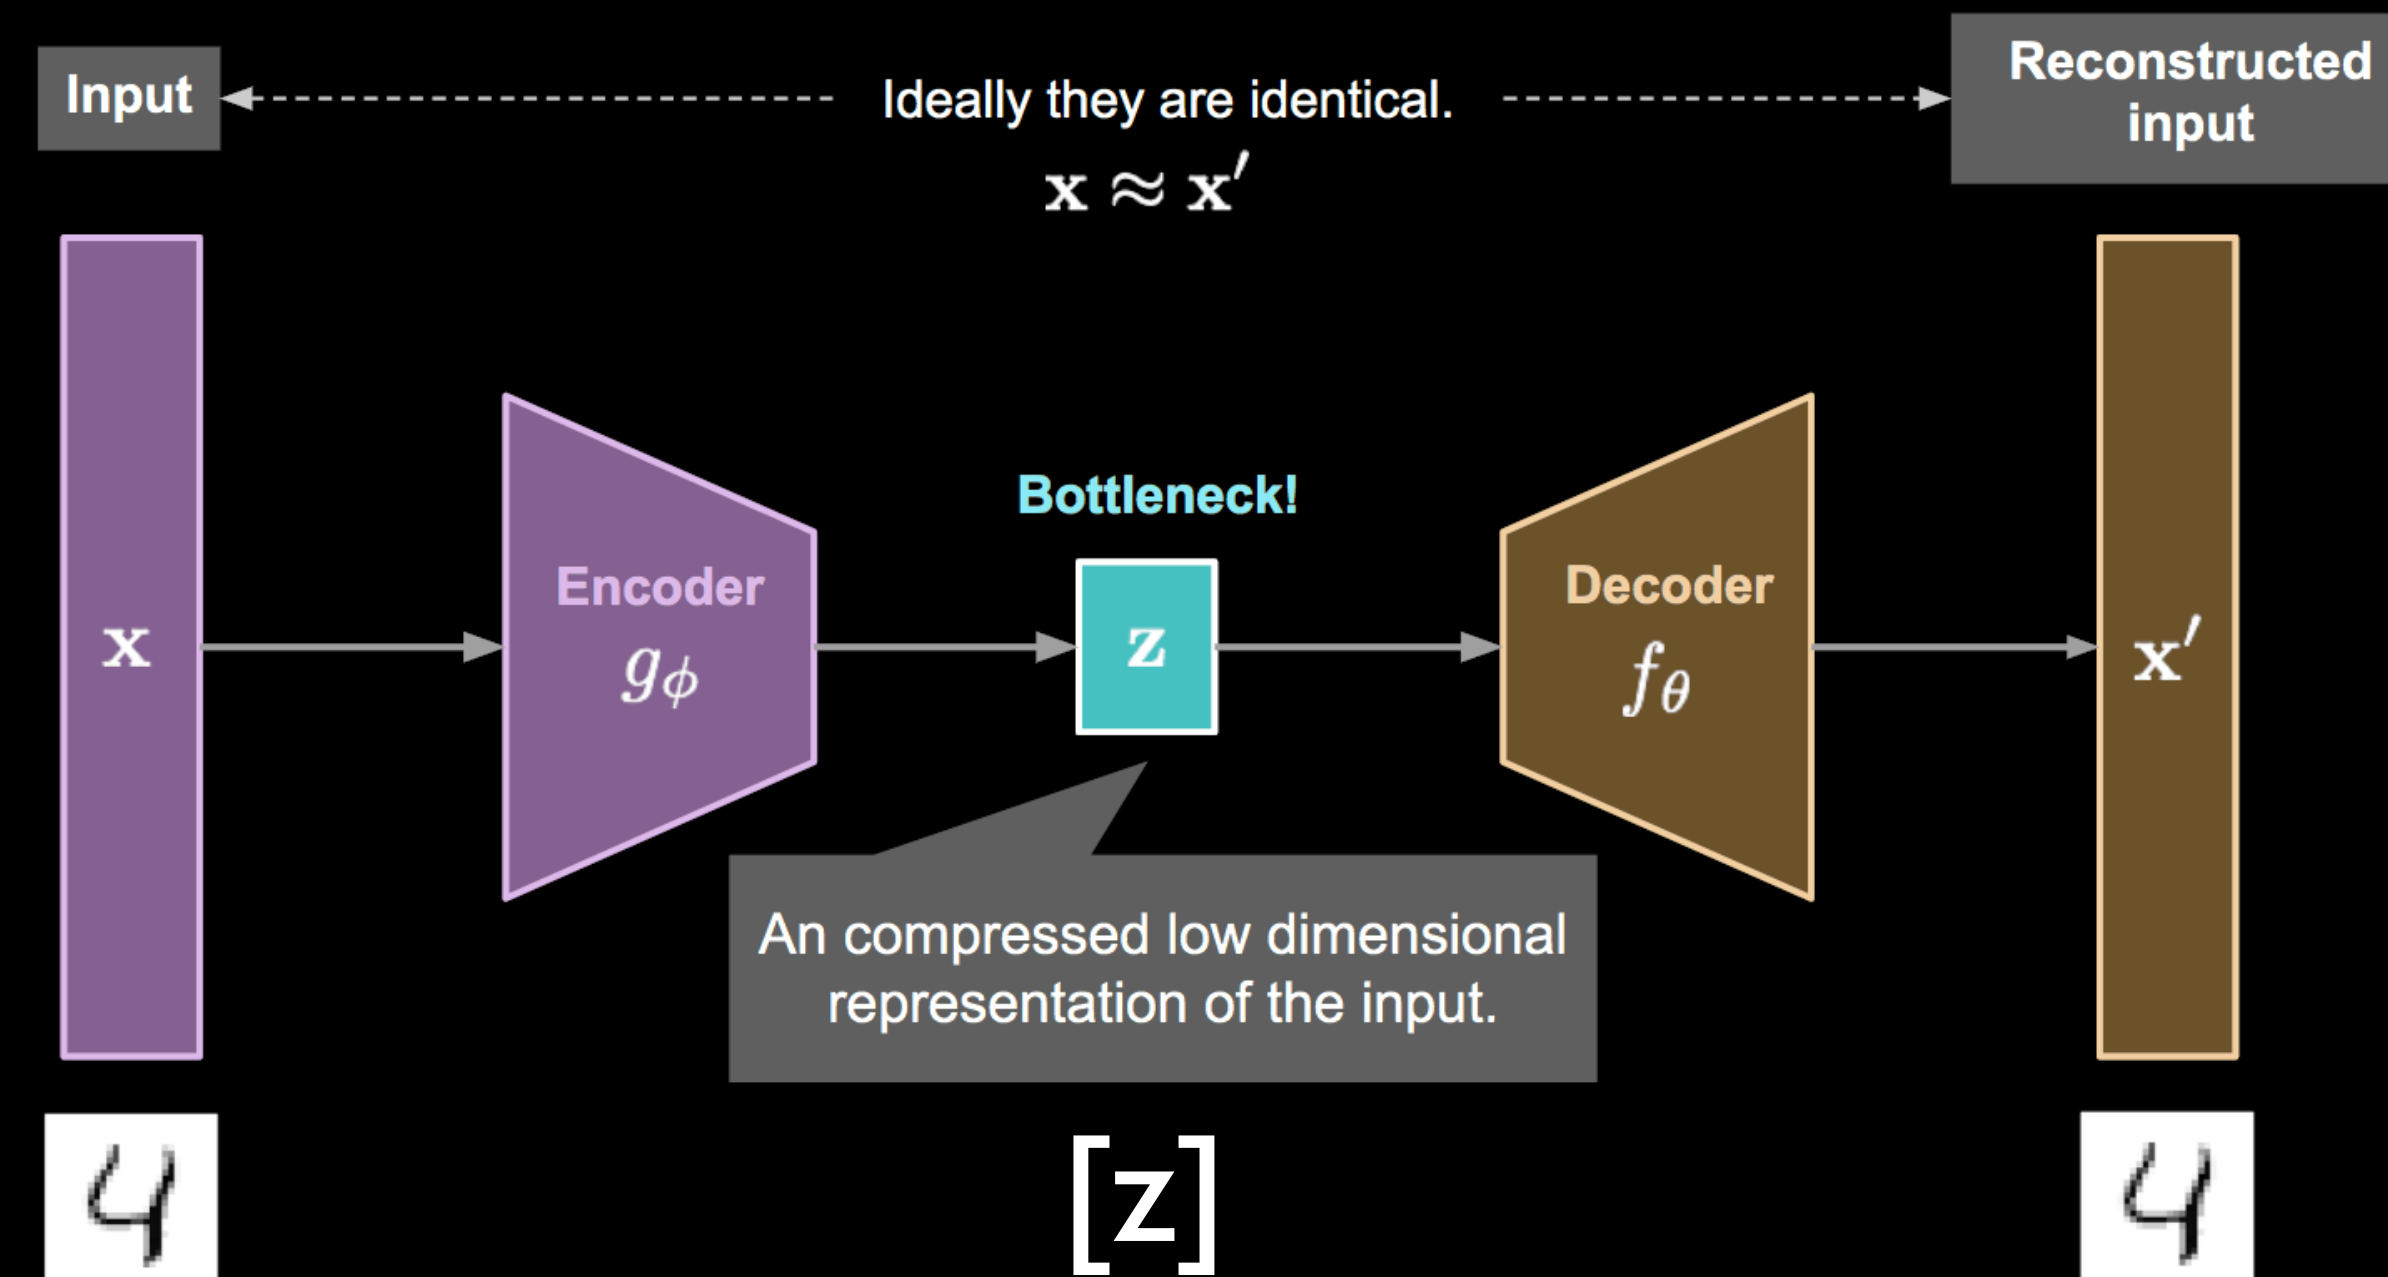 Input
Ideally they are identical.
Reconstructed
input
x ≈ x′
Bottleneck!
Encoder
Decoder
x
gϕ
z
fθ
x′
An compressed low dimensional
representation of the input.
4
[z]
4